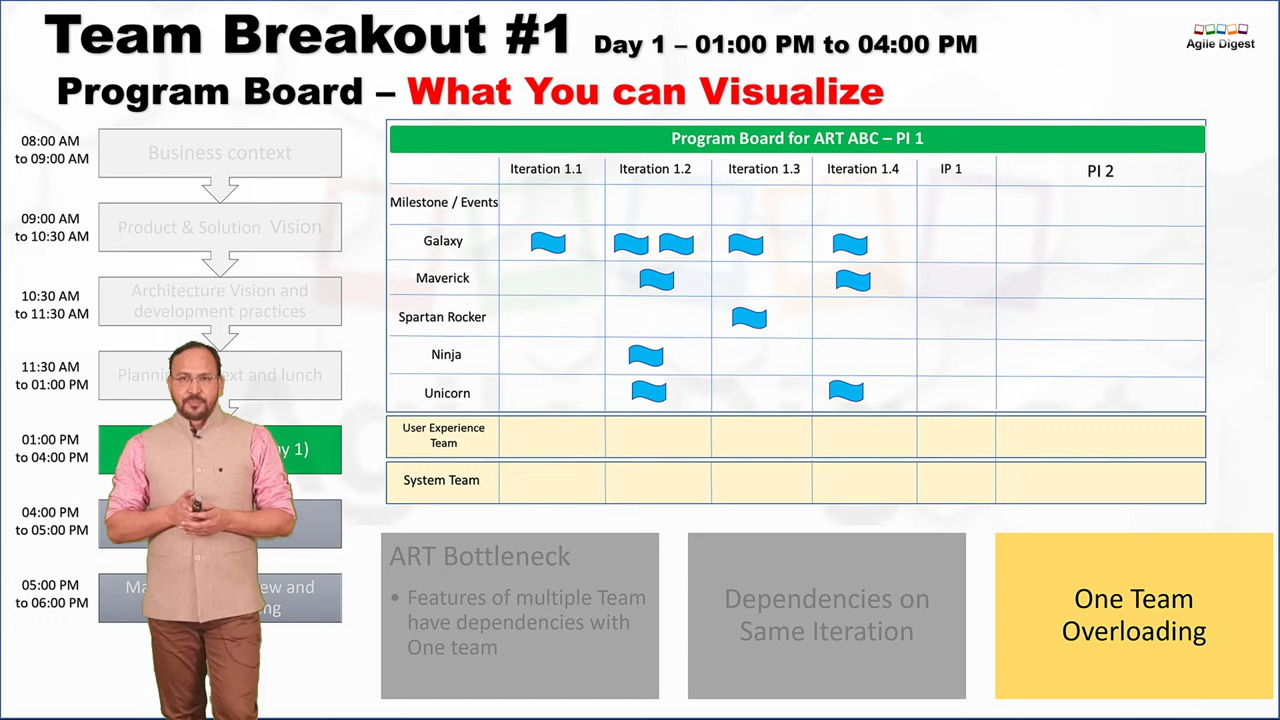 Team Breakout #1 Day 1 – 01:00 PM to 04:00 PM
Agile Digest
Program Board – What You can Visualize
08:00 AM
to 09:00 AM
Business context
09:00 AM
to 10:30 AM
Product & Solution Vision
10:30 AM
to 11:30 AM
Architecture Vision and
development practices
11:30 AM
to 01:00 PM
and lunch
01:00 PM
to 04:00 PM
1)
04:00 PM
to 05:00 PM
05:00 PM
to 06:00 PM
and
Program Board for ART ABC – PI 1
Iteration 1.1 Iteration 1.2 Iteration 1.3 Iteration 1.4 IP 1 PI 2
Milestone / Events
Galaxy
Maverick
Spartan Rocker
Ninja
Unicorn
User Experience
Team
System Team
ART Bottleneck
• Features of multiple Team
have dependencies with
One team
Dependencies on
Same Iteration
One Team
Overloading